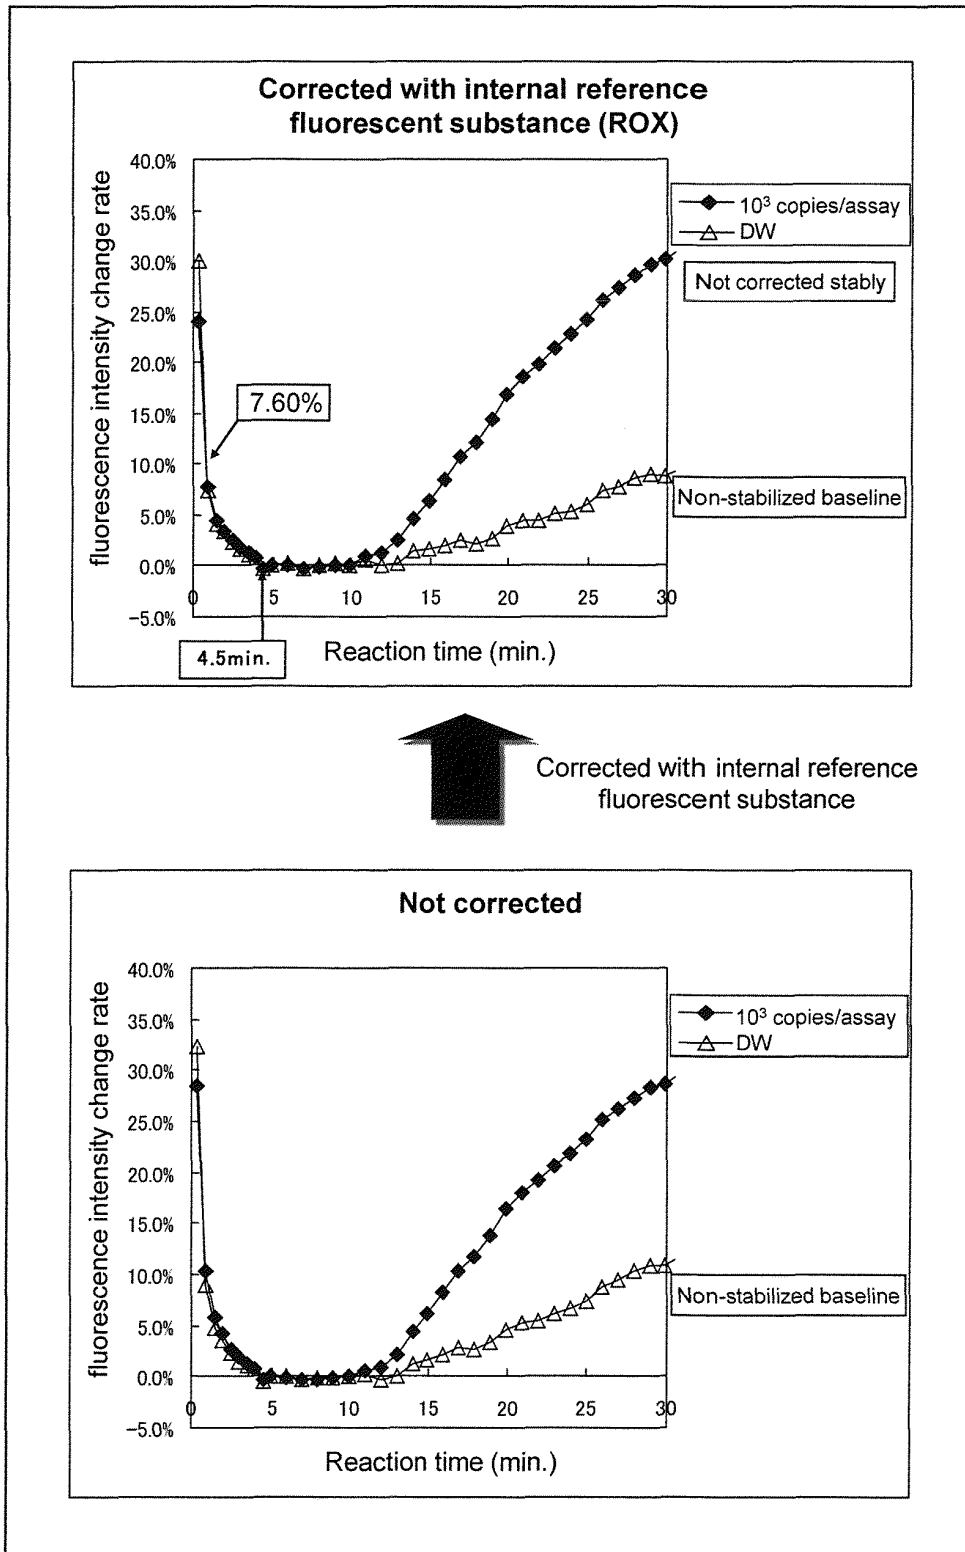 Corrected with internal reference
fluorescent substance (ROX)
fluorescence intensity change rate
40.0%
35.0%
30.0%
25.0%
20.0%
15.0%
10.0%
5.0%
0.0%
-5.0%
0 5 10 15 20 25 30
7.60%
4.5min.
Reaction time (min.)
10³ copies/assay
DW
Not corrected stably
Non-stabilized baseline
Corrected with internal reference
fluorescent substance
Not corrected
fluorescence intensity change rate
40.0%
35.0%
30.0%
25.0%
20.0%
15.0%
10.0%
5.0%
0.0%
-5.0%
0 5 10 15 20 25 30
Reaction time (min.)
10³ copies/assay
DW
Non-stabilized baseline